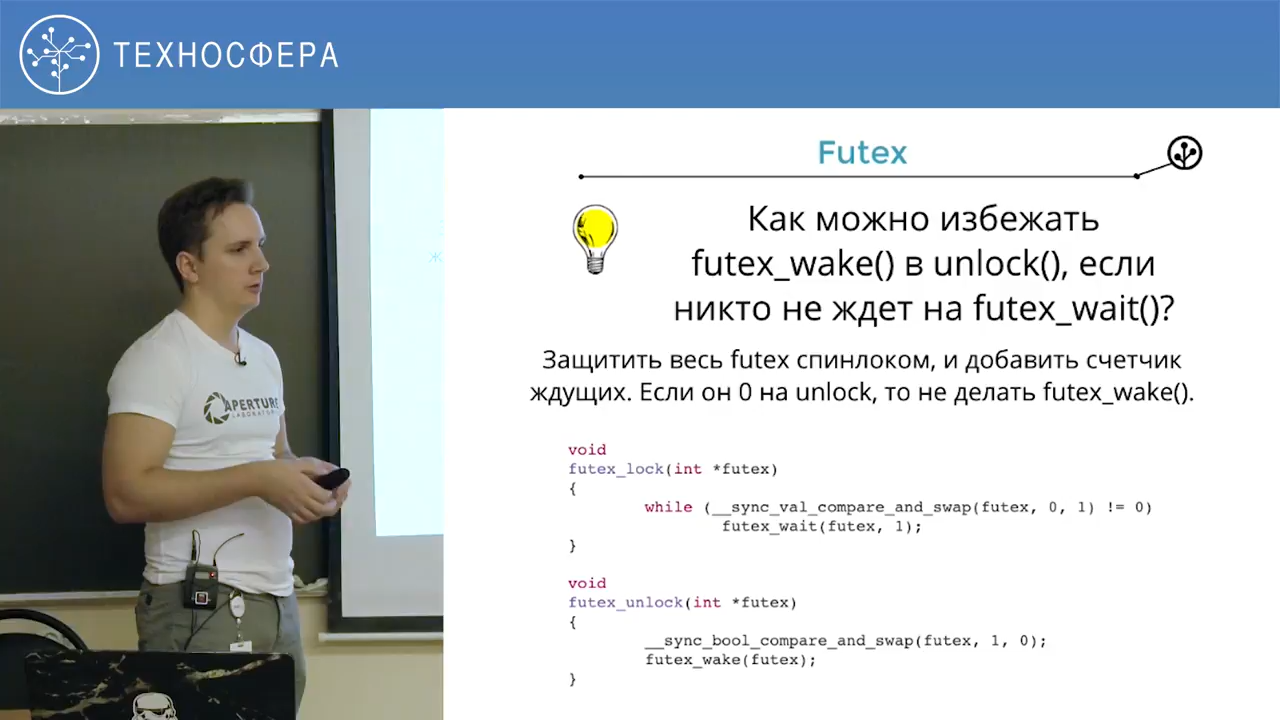 ТЕХНОСФЕРА
Futex
Как можно избежать
futex_wake() в unlock(), если
никто не ждет на futex_wait()?
Защитить весь futex спинлоком, и добавить счетчик
ждущих. Если он 0 на unlock, то не делать futex_wake().
void
futex_lock(int *futex)
{
while (__sync_val_compare_and_swap(futex, 0, 1) != 0)
futex_wait(futex, 1);
}
void
futex_unlock(int *futex)
{
__sync_bool_compare_and_swap(futex, 1, 0);
futex_wake(futex);
}
APERTURE
ж